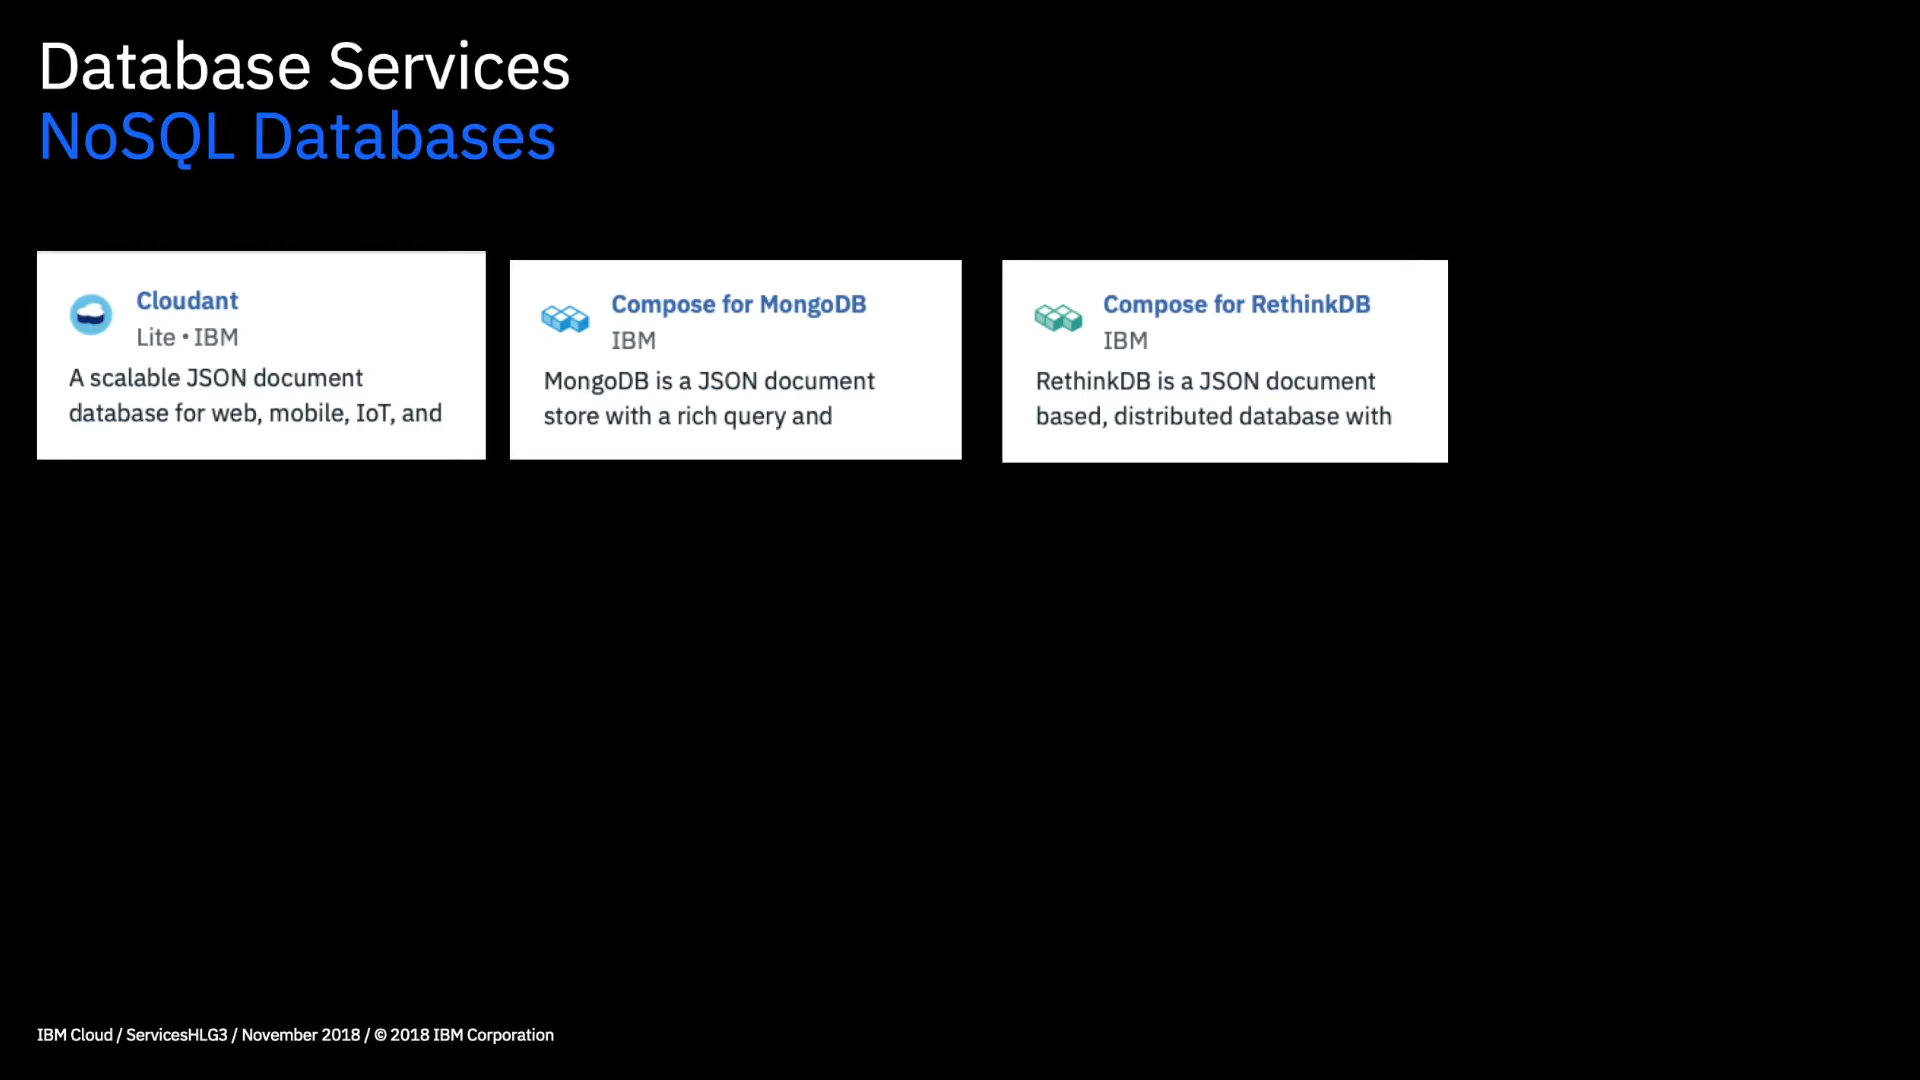 Database Services
NoSQL Databases
Cloudant
Lite • IBM
A scalable JSON document
database for web, mobile, IoT, and
Compose for MongoDB
IBM
MongoDB is a JSON document
store with a rich query and
Compose for RethinkDB
IBM
RethinkDB is a JSON document
based, distributed database with
IBM Cloud / ServicesHLG3 / November 2018 / © 2018 IBM Corporation